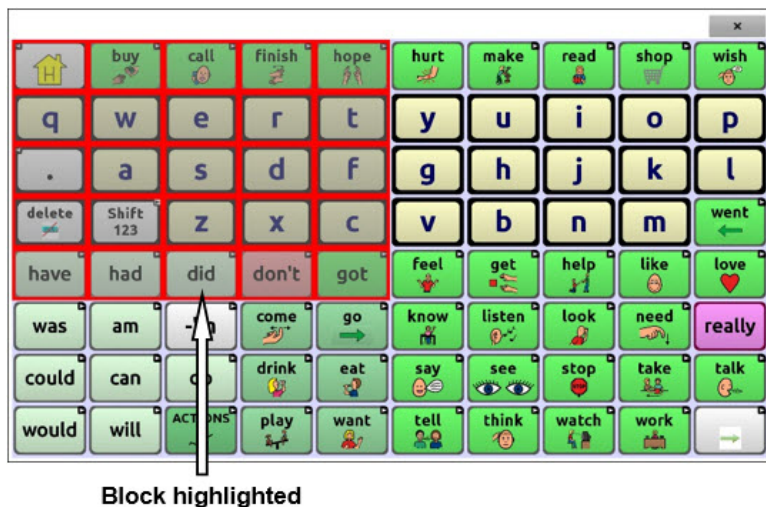 ×
H buy call finish hope hurt make read shop wish
q w e r t y u i o p
. a s d f g h j k l
delete Shift z x c v b n m went
123
have had did don't got feel get help like love
was am come go know listen look need really
could can drink eat say see stop take talk
would will ACTIONS play want tell think watch work
Block highlighted